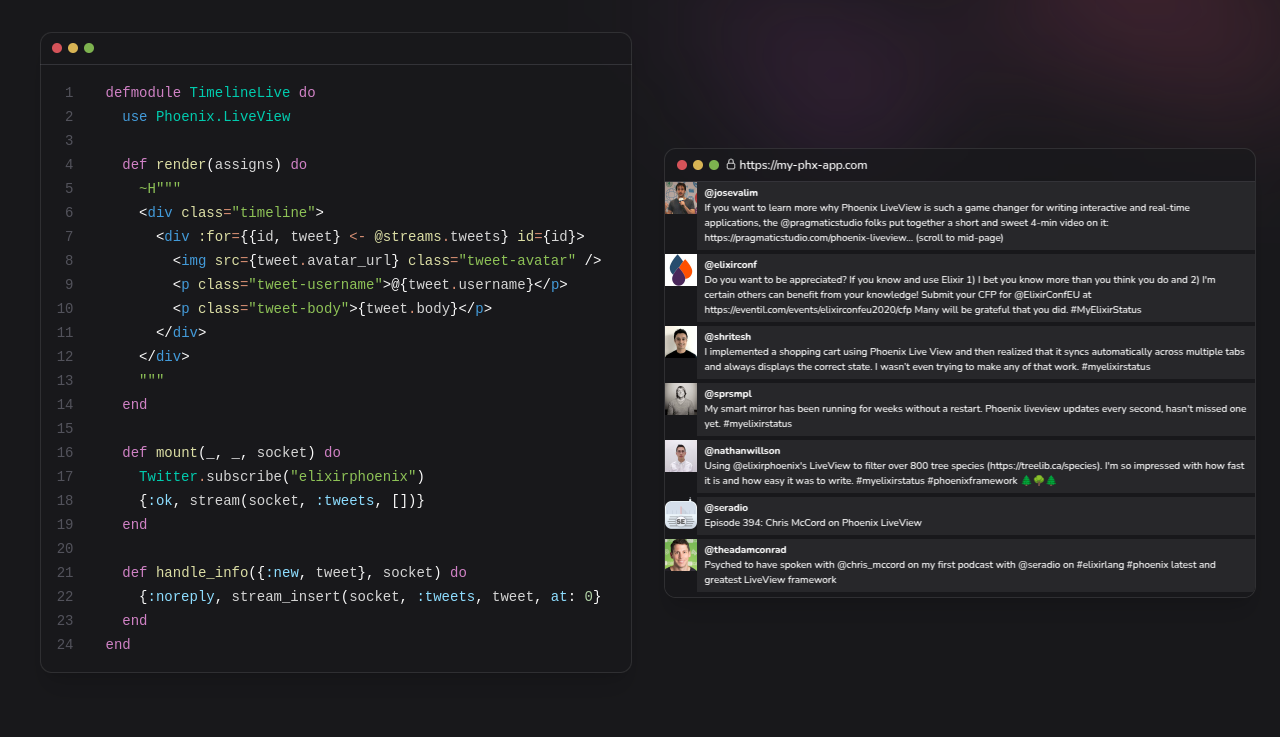 1 defmodule TimelineLive do
2 use Phoenix.LiveView
3
4 def render(assigns) do
5 ~H"""
6 <div class="timeline">
7 <div :for={{id, tweet} <- @streams.tweets} id={id}>
8 <img src={tweet.avatar_url} class="tweet-avatar" />
9 <p class="tweet-username">@{tweet.username}</p>
10 <p class="tweet-body">{tweet.body}</p>
11 </div>
12 </div>
13 """
14 end
15
16 def mount(_, _, socket) do
17 Twitter.subscribe("elixirphoenix")
18 {:ok, stream(socket, :tweets, [])}
19 end
20
21 def handle_info({:new, tweet}, socket) do
22 {:noreply, stream_insert(socket, :tweets, tweet, at: 0}
23 end
24 end
https://my-phx-app.com
@josevalim
If you want to learn more why Phoenix LiveView is such a game changer for writing interactive and real-time
applications, the @pragmaticstudio folks put together a short and sweet 4-min video on it:
https://pragmaticstudio.com/phoenix-liveview... (scroll to mid-page)
@elixirconf
Do you want to be appreciated? If you know and use Elixir 1) I bet you know more than you think you do and 2) I'm
certain others can benefit from your knowledge! Submit your CFP for @ElixirConfEU at
https://eventil.com/events/elixirconfeu2020/cfp Many will be grateful that you did. #MyElixirStatus
@shritesh
I implemented a shopping cart using Phoenix Live View and then realized that it syncs automatically across multiple tabs
and always displays the correct state. I wasn't even trying to make any of that work. #myelixirstatus
@sprsmpl
My smart mirror has been running for weeks without a restart. Phoenix liveview updates every second, hasn't missed one
yet. #myelixirstatus
@nathanwillson
Using @elixirphoenix's LiveView to filter over 800 tree species (https://treelib.ca/species). I'm so impressed with how fast
it is and how easy it was to write. #myelixirstatus #phoenixframework 🌲🌳🌲
SE
@seradio
Episode 394: Chris McCord on Phoenix LiveView
@theadamconrad
Psyched to have spoken with @chris_mccord on my first podcast with @seradio on #elixirlang #phoenix latest and
greatest LiveView framework